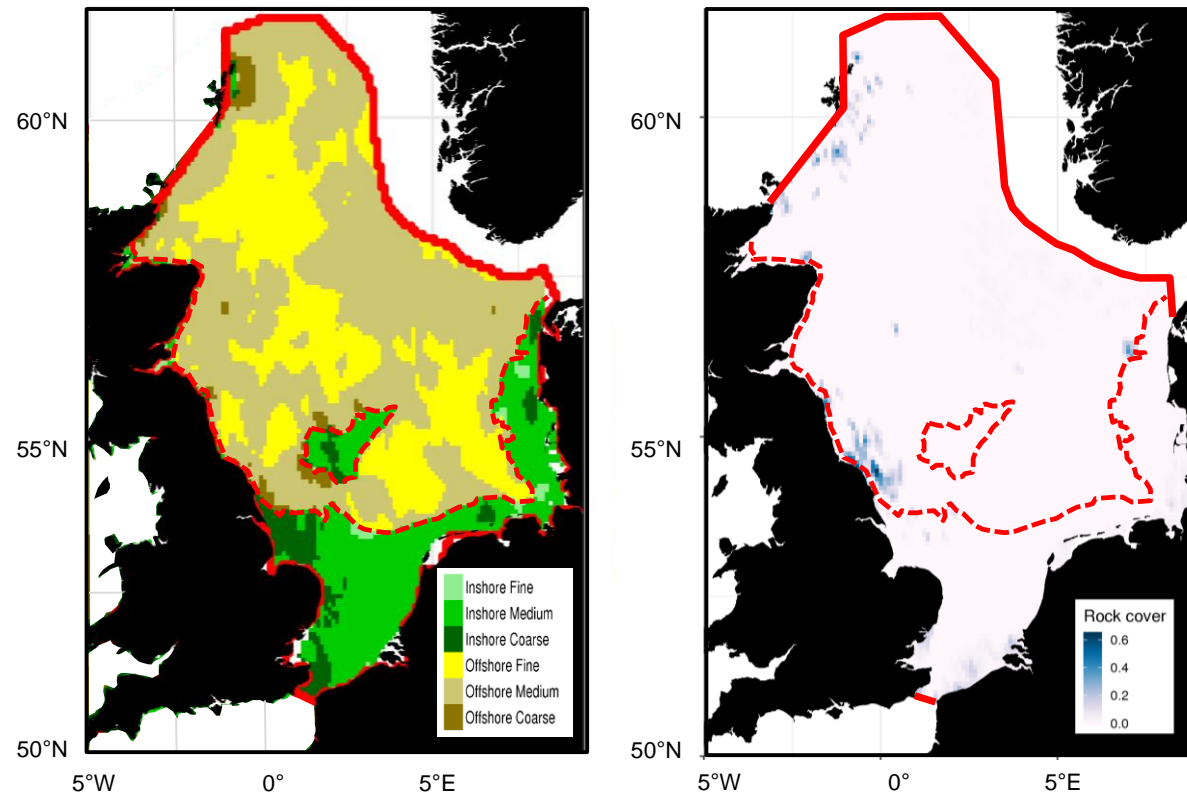 60°N
55°N
50°N
5°W
0°
5°E
Inshore Fine
Inshore Medium
Inshore Coarse
Offshore Fine
Offshore Medium
Offshore Coarse
60°N
55°N
50°N
5°W
0°
5°E
Rock cover
0.6
0.4
0.2
0.0